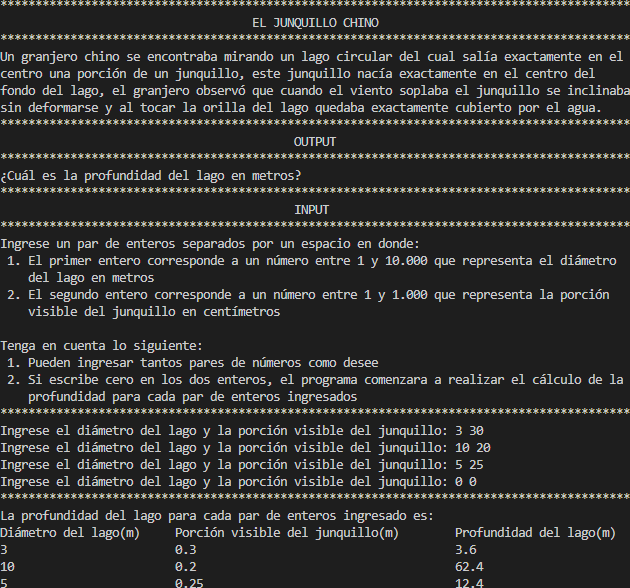 ******************************************************************************************
EL JUNQUILLO CHINO
******************************************************************************************
Un granjero chino se encontraba mirando un lago circular del cual salía exactamente en el
centro una porción de un junquillo, este junquillo nacía exactamente en el centro del
fondo del lago, el granjero observó que cuando el viento soplaba el junquillo se inclinaba
sin deformarse y al tocar la orilla del lago quedaba exactamente cubierto por el agua.
******************************************************************************************
OUTPUT
******************************************************************************************
¿Cuál es la profundidad del lago en metros?
******************************************************************************************
INPUT
******************************************************************************************
Ingrese un par de enteros separados por un espacio en donde:
1. El primer entero corresponde a un número entre 1 y 10.000 que representa el diámetro
del lago en metros
2. El segundo entero corresponde a un número entre 1 y 1.000 que representa la porción
visible del junquillo en centímetros
Tenga en cuenta lo siguiente:
1. Pueden ingresar tantos pares de números como desee
2. Si escribe cero en los dos enteros, el programa comenzara a realizar el cálculo de la
profundidad para cada par de enteros ingresados
******************************************************************************************
Ingrese el diámetro del lago y la porción visible del junquillo: 3 30
Ingrese el diámetro del lago y la porción visible del junquillo: 10 20
Ingrese el diámetro del lago y la porción visible del junquillo: 5 25
Ingrese el diámetro del lago y la porción visible del junquillo: 0 0
******************************************************************************************
La profundidad del lago para cada par de enteros ingresado es:
Diámetro del lago(m) Porción visible del junquillo(m) Profundidad del lago(m)
3 0.3 3.6
10 0.2 62.4
5 0.25 12.4